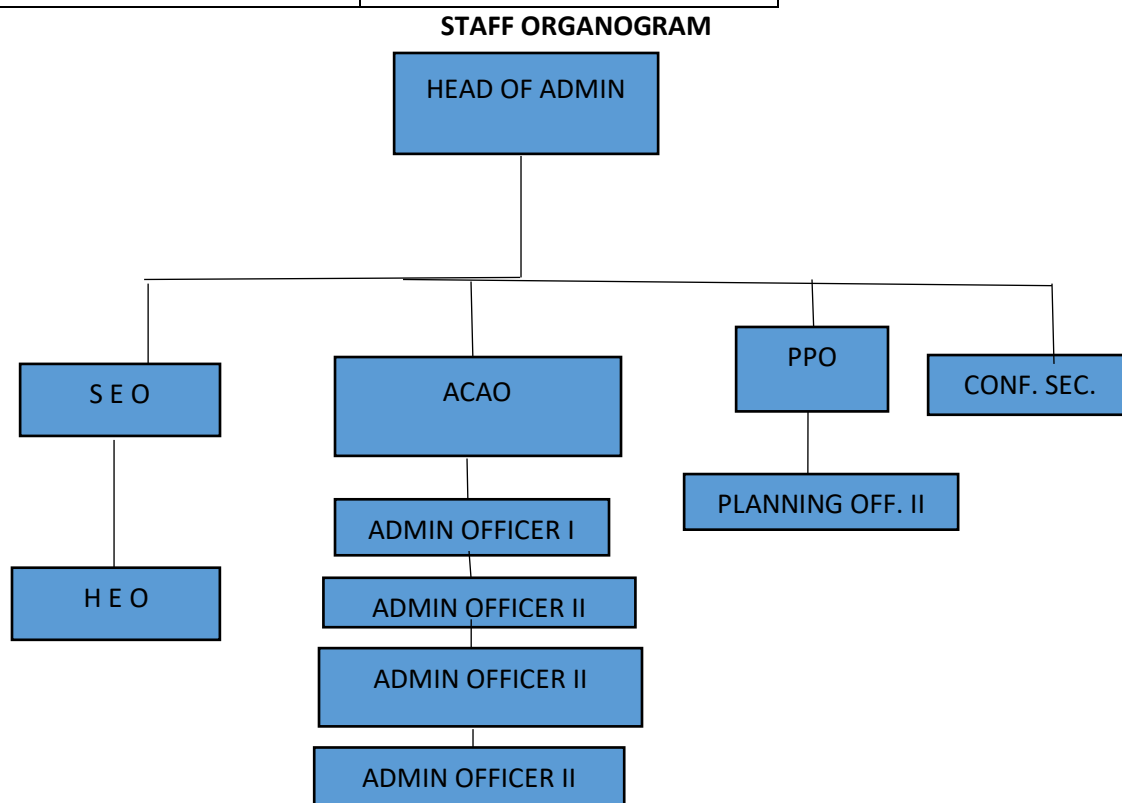 STAFF ORGANOGRAM
HEAD OF ADMIN
S E O
ACAO
PPO
CONF. SEC.
H E O
ADMIN OFFICER I
ADMIN OFFICER II
ADMIN OFFICER II
ADMIN OFFICER II
PLANNING OFF. II